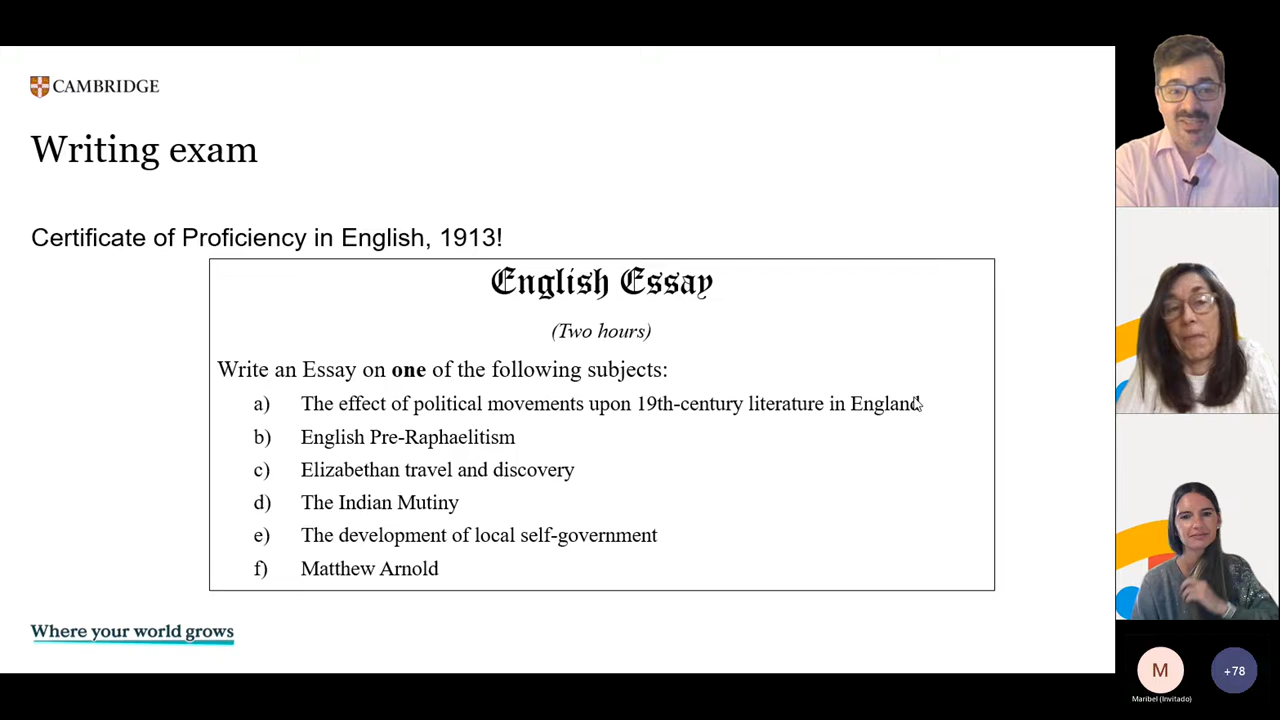 CAMBRIDGE
Writing exam
Certificate of Proficiency in English, 1913!
English Essay
(Two hours)
Write an Essay on one of the following subjects:
a) The effect of political movements upon 19th-century literature in England
b) English Pre-Raphaelitism
c) Elizabethan travel and discovery
d) The Indian Mutiny
e) The development of local self-government
f) Matthew Arnold
Where your world grows
M
+78
Maribel (Invitado)